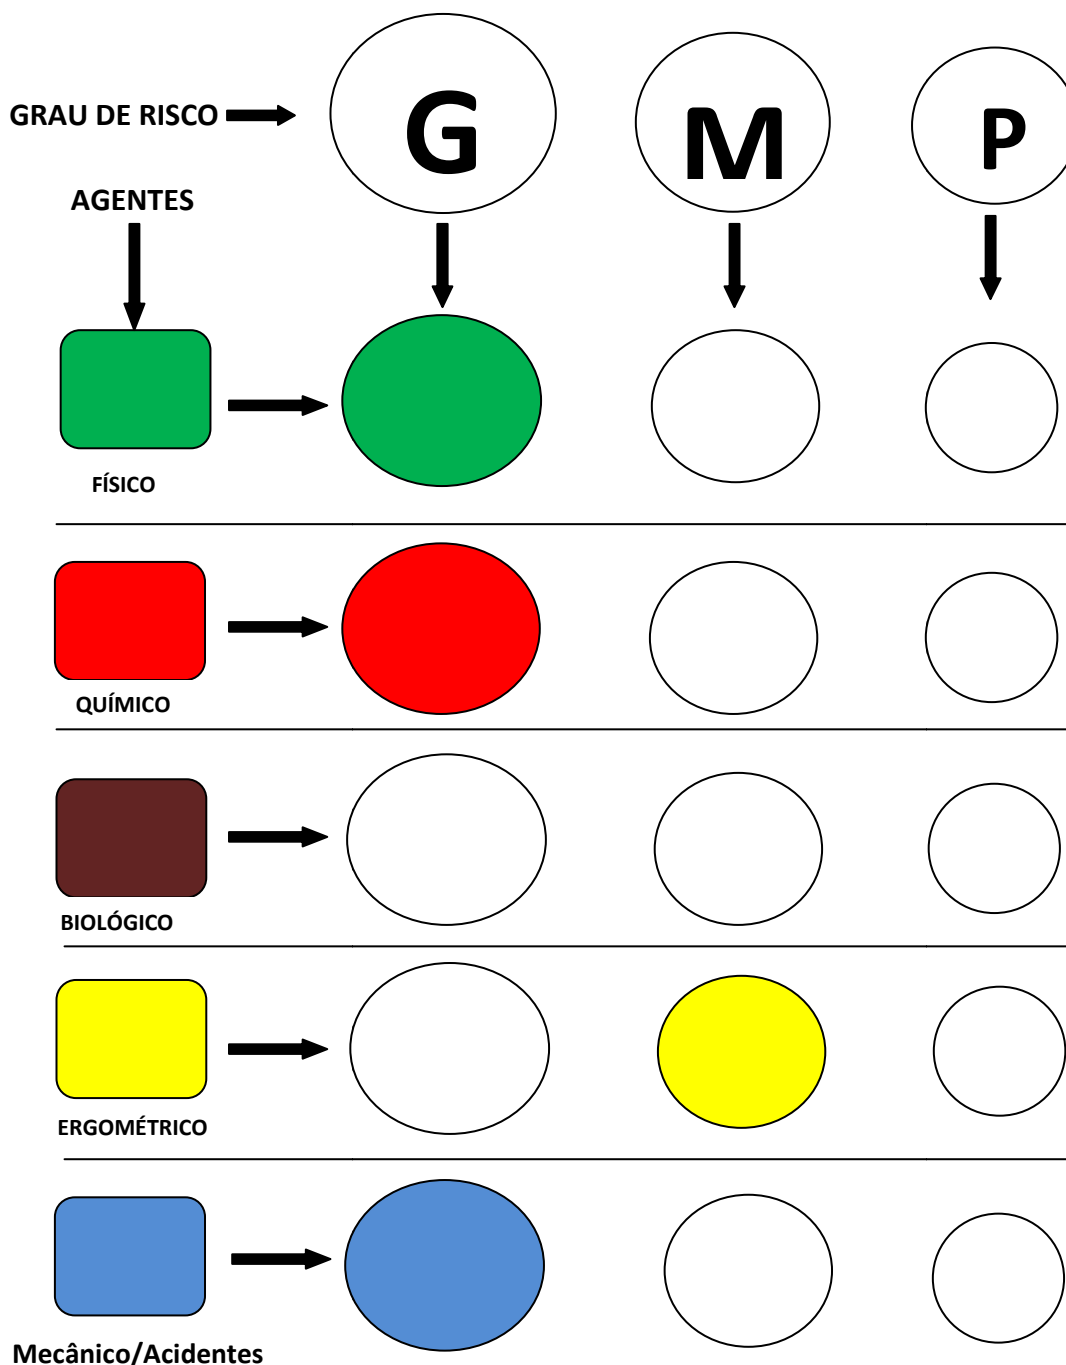 GRAU DE RISCO
G
M
P
AGENTES
FÍSICO
QUÍMICO
BIOLÓGICO
ERGOMÉTRICO
Mecânico/Acidentes